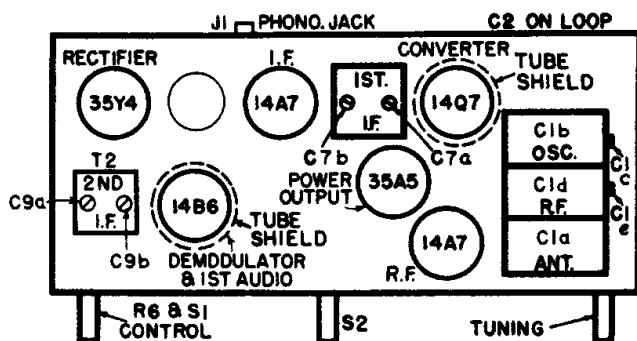 J1 PHONO. JACK
C2 ON LOOP
RECTIFIER
35Y4
I.F.
14A7
1ST.
I.F.
C7b
C7a
CONVERTER
14Q7
TUBE
SHIELD
C1b
OSC.
C1c
C1d
R.F.
C1e
C1a
ANT.
T2
2ND
I.F.
C9a
C9b
14B6
TUBE
SHIELD
DEMDDULATOR
& 1ST AUDIO
POWER
OUTPUT
35A5
14A7
R.F.
R6 & S1
CONTROL
S2
TUNING